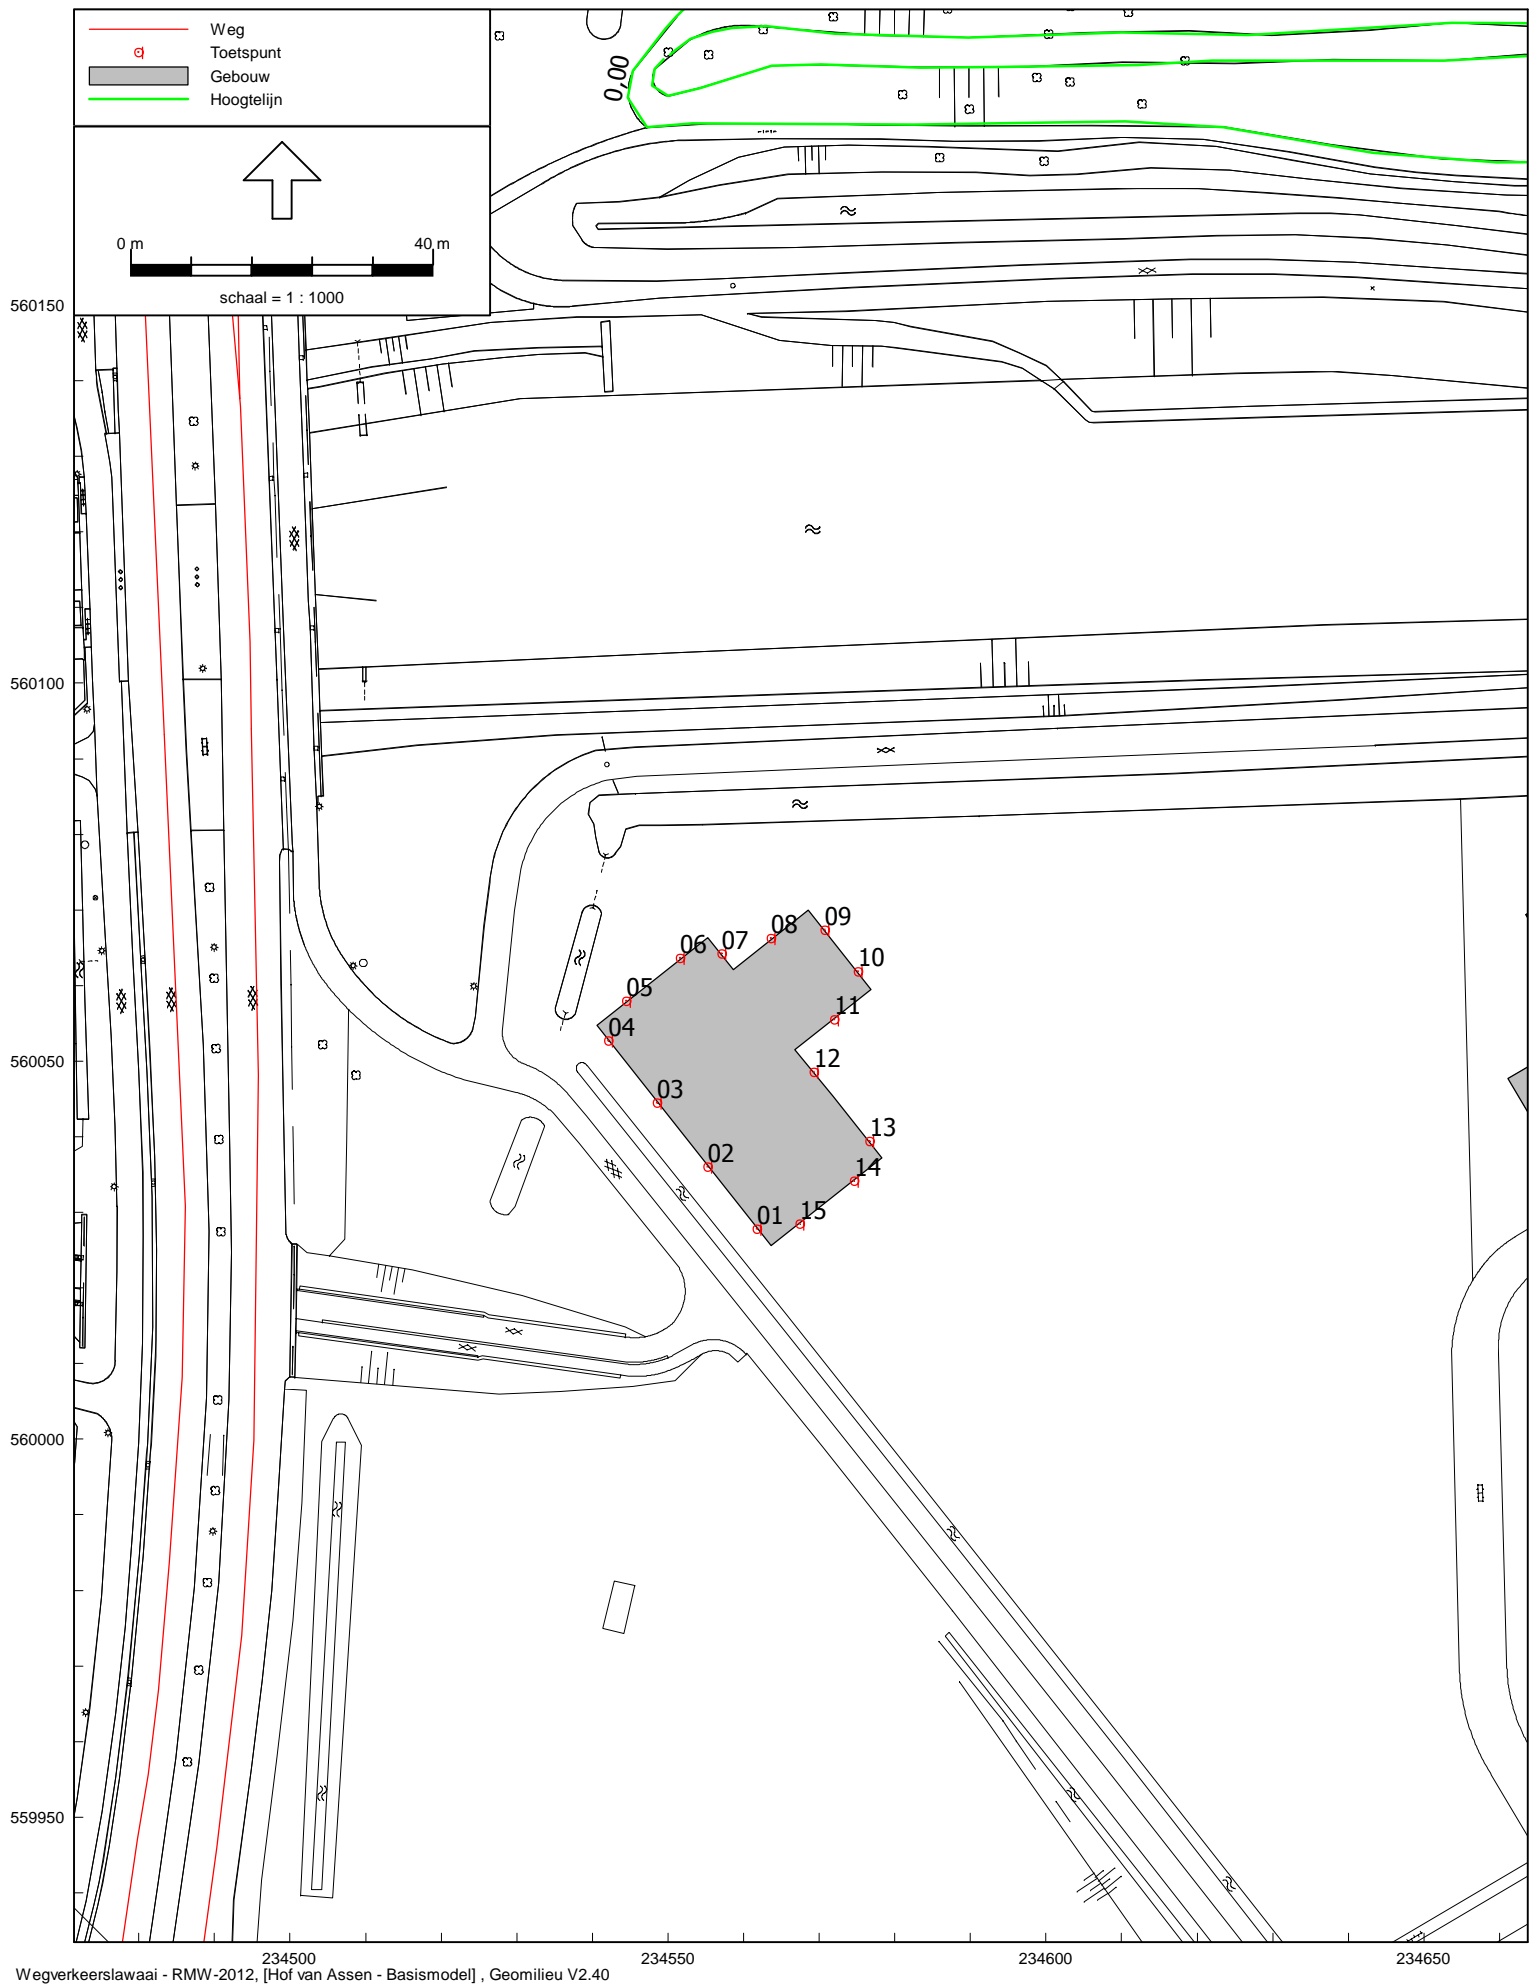 Weg
Toetspunt
Gebouw
Hoogtelijn
0 m 40 m
schaal = 1 : 1000
0,00
560150
560100
560050
560000
559950
09
08
07
06
10
05
11
04
12
03
13
02
14
01
15
234500 234550 234600 234650
Wegverkeerslawaai - RMW-2012, [Hof van Assen - Basismodel] , Geomilieu V2.40